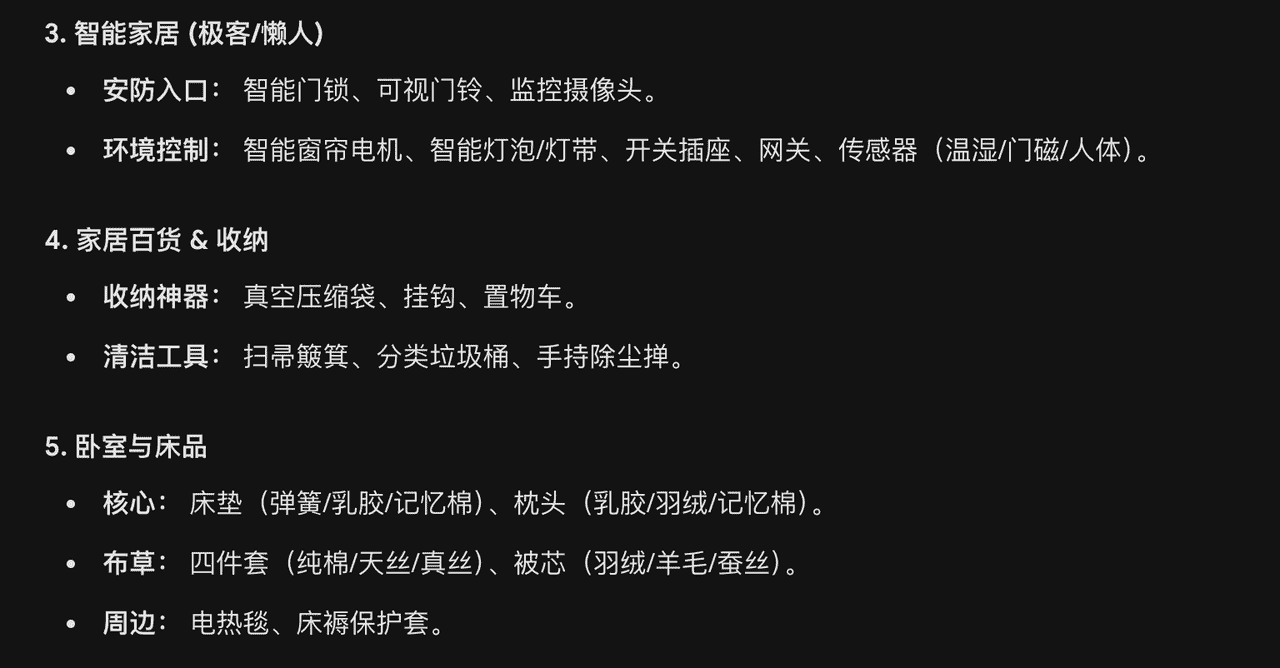 3. 智能家居 (极客/懒人)
• 安防入口： 智能门锁、可视门铃、监控摄像头。
• 环境控制： 智能窗帘电机、智能灯泡/灯带、开关插座、网关、传感器（温湿/门磁/人体）。
4. 家居百货 & 收纳
• 收纳神器： 真空压缩袋、挂钩、置物车。
• 清洁工具： 扫帚簸箕、分类垃圾桶、手持除尘掸。
5. 卧室与床品
• 核心： 床垫（弹簧/乳胶/记忆棉）、枕头（乳胶/羽绒/记忆棉）。
• 布草： 四件套（纯棉/天丝/真丝）、被芯（羽绒/羊毛/蚕丝）。
• 周边： 电热毯、床褥保护套。